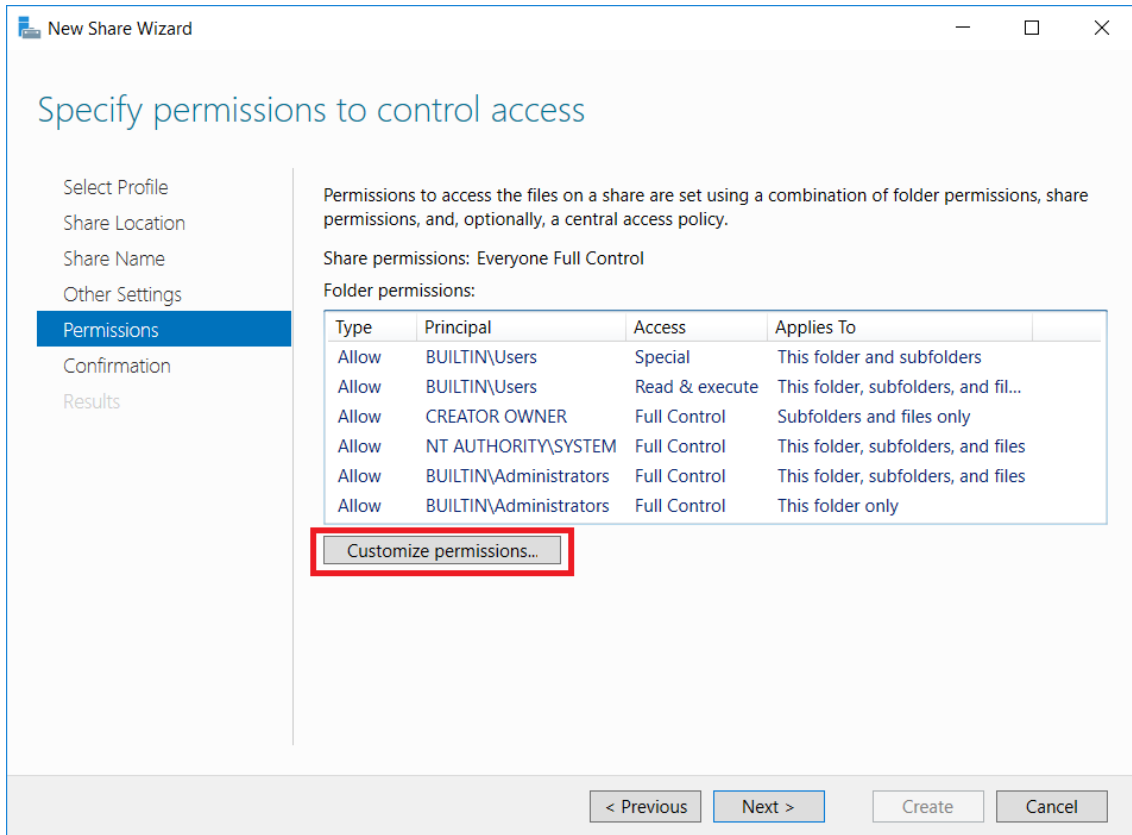 New Share Wizard
Specify permissions to control access
Select Profile
Share Location
Share Name
Other Settings
Permissions
Confirmation
Results
Permissions to access the files on a share are set using a combination of folder permissions, share
permissions, and, optionally, a central access policy.
Share permissions: Everyone Full Control
Folder permissions:
Type Principal Access Applies To
Allow BUILTIN\Users Special This folder and subfolders
Allow BUILTIN\Users Read & execute This folder, subfolders, and fil...
Allow CREATOR OWNER Full Control Subfolders and files only
Allow NT AUTHORITY\SYSTEM Full Control This folder, subfolders, and files
Allow BUILTIN\Administrators Full Control This folder, subfolders, and files
Allow BUILTIN\Administrators Full Control This folder only
Customize permissions...
< Previous Next > Create Cancel